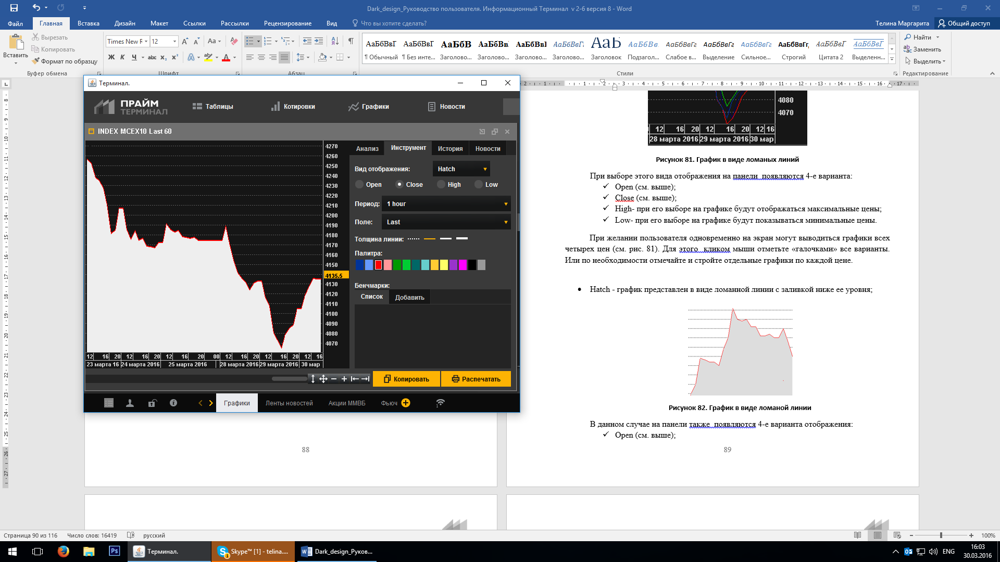 Dark_design_Руководство пользователя. Информационный Терминал v 2-6 версия 8 - Word
Файл Главная Вставка Дизайн Макет Ссылки Рассылки Рецензирование Вид Что вы хотите сделать? Телина Маргарита Общий доступ
Вставить
Вырезать
Копировать
Формат по образцу
Буфер обмена
Times New F 12
Aa
Ж К Ч abc x₂ x²
Шрифт
Абзац
АаБбВвГ АаБбВвГ АаБбВ АаБбВв АаБбВвІ АаБбВвГ АаБ АаБбВв АаБбВвГг АаБбВвГг АаБбВвГг АаБбВвГг АаБбВвГ АаБбВвГ
¶ Обычный ¶ Без инте... Заголово... Заголово... Заголово... Заголово... Заголовок Подзагол... Слабое в... Выделение Сильное... Строгий Цитата 2 Выделенн...
Стили
Найти
Заменить
Выделить
Редактирование
Терминал.
ПРАЙМ
ТЕРМИНАЛ
Таблицы Котировки Графики Новости
INDEX MCEX10 Last 60
4270
4260
4250
4240
4230
4220
4210
4200
4190
4180
4170
4160
4150
4135.5
4130
4120
4110
4100
4090
4080
4070
12 16 20 12 16 20 12 16 20 00 12 16 20 12 16 20 12 16
23 марта 16 24 марта 2016 25 марта 2016 28 марта 2016 29 марта 2016 30 мар
Анализ Инструмент История Новости
Вид отображения: Hatch
Open Close High Low
Период: 1 hour
Поле: Last
Толщина линии:
Палитра:
Бенчмарки:
Список Добавить
Копировать Распечатать
Графики Ленты новостей Акции ММВБ Фьюч
88
4080
4070
12 16 20 12 16 20 12 16
28 марта 2016 29 марта 2016 30 мар
Рисунок 81. График в виде ломаных линий
При выборе этого вида отображения на панели появляются 4-е варианта:
Open (см. выше);
Close (см. выше);
High- при его выборе на графике будут отображаться максимальные цены;
Low- при его выборе на графике будут показываться минимальные цены.
При желании пользователя одновременно на экран могут выводиться графики всех
четырех цен (см. рис. 81). Для этого кликом мыши отметьте «галочками» все варианты.
Или по необходимости отмечайте и стройте отдельные графики по каждой цене.
Hatch - график представлен в виде ломанной линии с заливкой ниже ее уровня;
Рисунок 82. График в виде ломаной линии
В данном случае на панели также появляются 4-е варианта отображения:
Open (см. выше);
89
Страница 90 из 116 Число слов: 16419 русский 100%
Терминал. Skype™ [1] - telina.... Dark_design_Руков... ENG
16:03
30.03.2016